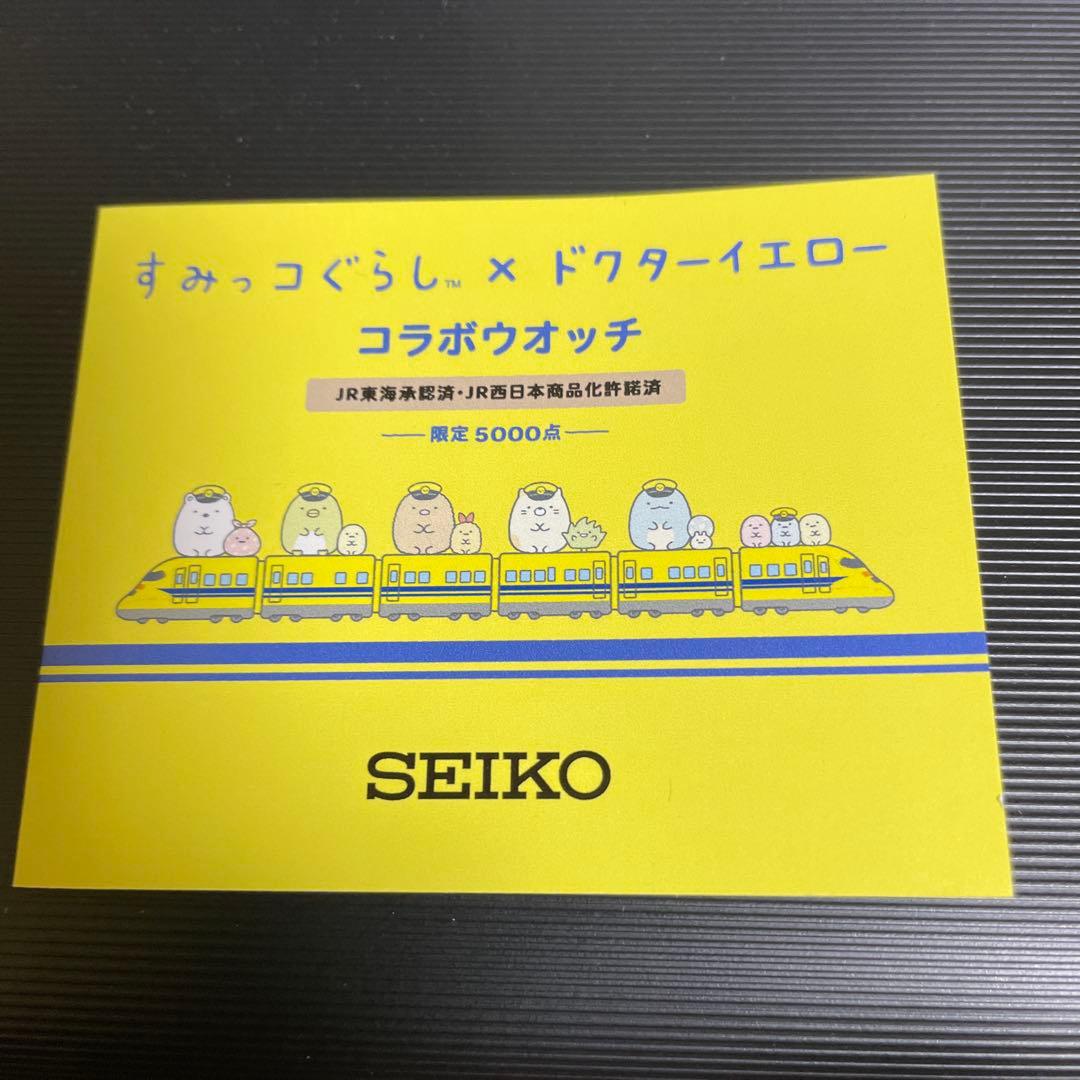 すみっコぐらし™ × ドクターイエロー
コラボウオッチ
JR東海承認済・JR西日本商品化許諾済
限定 5000点
SEIKO